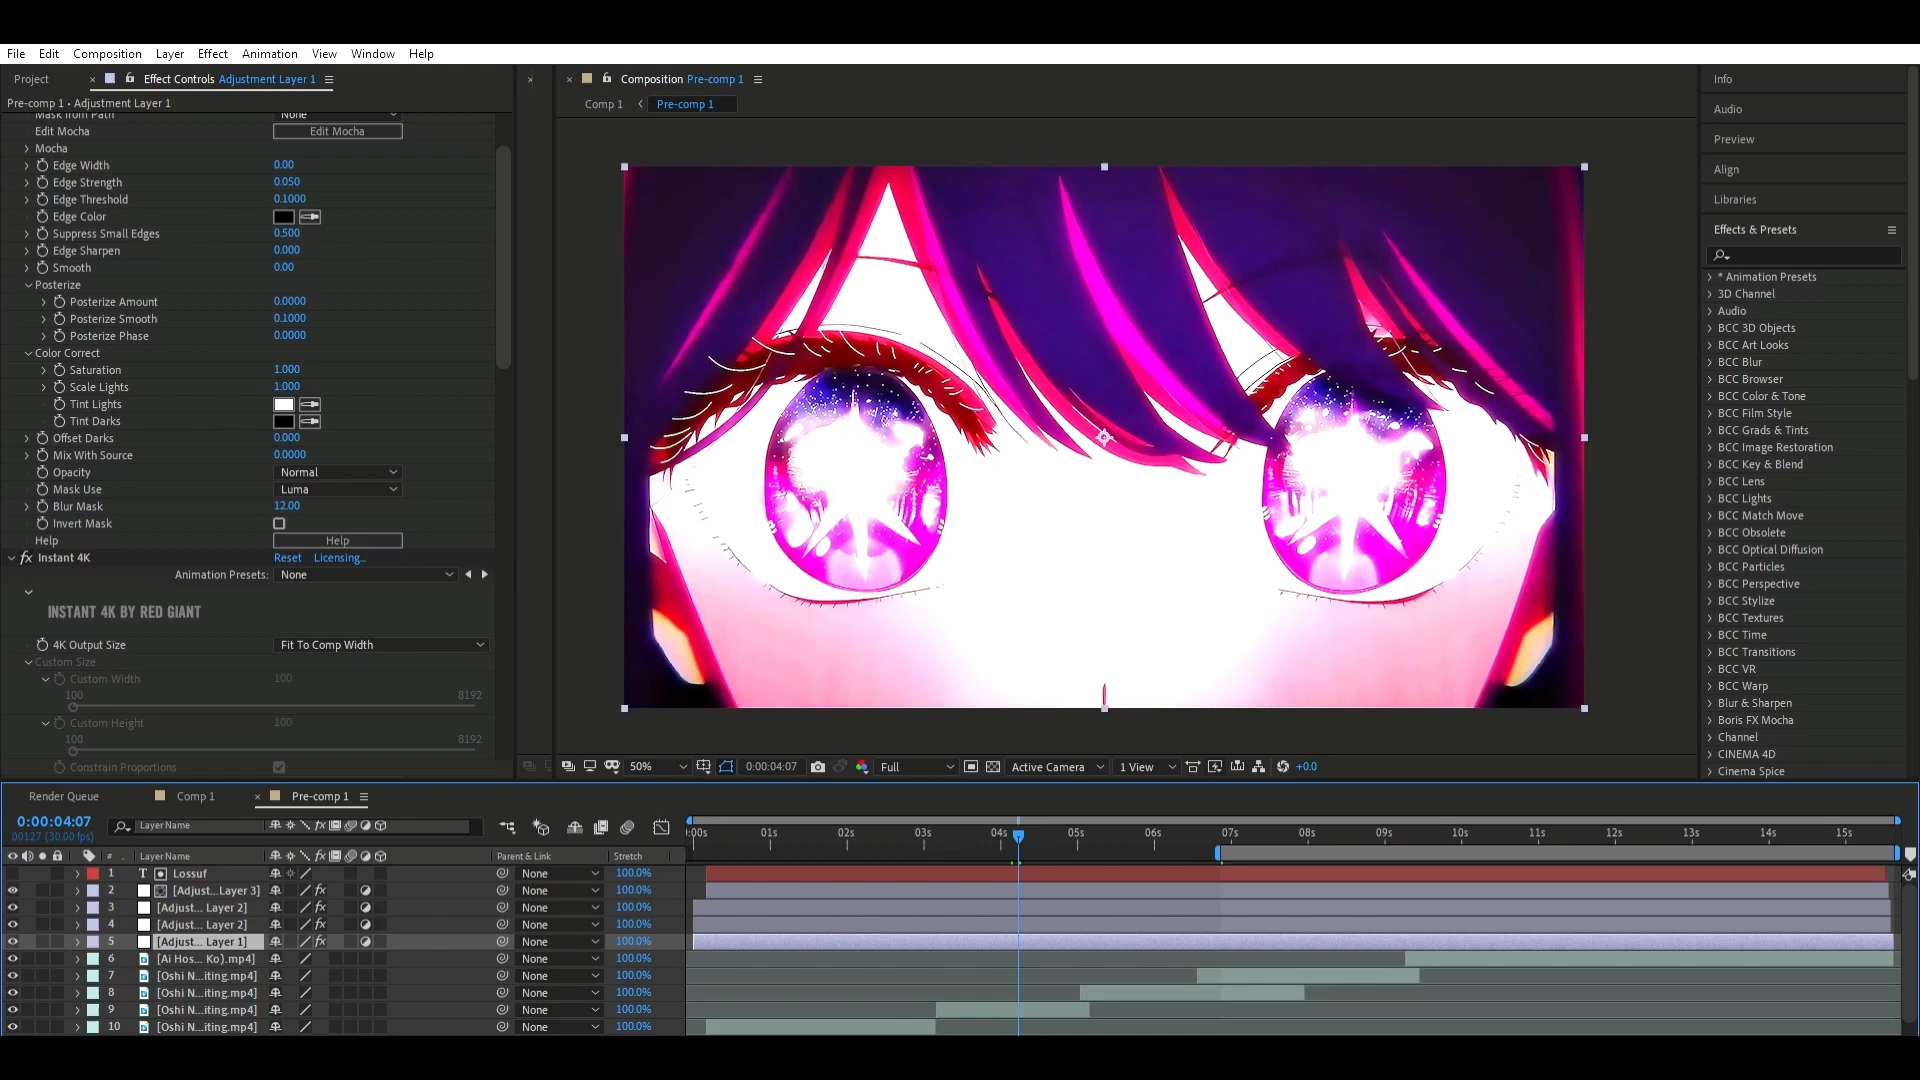 File Edit Composition Layer Effect Animation View Window Help
Project × Effect Controls Adjustment Layer 1
Pre-comp 1 • Adjustment Layer 1
Mask from Path None
Edit Mocha Edit Mocha
Mocha
Edge Width 0.00
Edge Strength 0.050
Edge Threshold 0.1000
Edge Color
Suppress Small Edges 0.500
Edge Sharpen 0.000
Smooth 0.00
Posterize
Posterize Amount 0.0000
Posterize Smooth 0.1000
Posterize Phase 0.0000
Color Correct
Saturation 1.000
Scale Lights 1.000
Tint Lights
Tint Darks
Offset Darks 0.000
Mix With Source 0.0000
Opacity Normal
Mask Use Luma
Blur Mask 12.00
Invert Mask
Help Help
fx Instant 4K Reset Licensing...
Animation Presets: None
INSTANT 4K BY RED GIANT
4K Output Size Fit To Comp Width
Custom Size
Custom Width 100
100 8192
Custom Height 100
100 8192
Constrain Proportions
× Composition Pre-comp 1
Comp 1 Pre-comp 1
50% 0:00:04:07 Full Active Camera 1 View +0.0
Info
Audio
Preview
Align
Libraries
Effects & Presets
* Animation Presets
3D Channel
Audio
BCC 3D Objects
BCC Art Looks
BCC Blur
BCC Browser
BCC Color & Tone
BCC Film Style
BCC Grads & Tints
BCC Image Restoration
BCC Key & Blend
BCC Lens
BCC Lights
BCC Match Move
BCC Obsolete
BCC Optical Diffusion
BCC Particles
BCC Perspective
BCC Stylize
BCC Textures
BCC Time
BCC Transitions
BCC VR
BCC Warp
Blur & Sharpen
Boris FX Mocha
Channel
CINEMA 4D
Cinema Spice
Render Queue Comp 1 × Pre-comp 1
0:00:04:07
00127 (30.00 fps)
Layer Name
:00s 01s 02s 03s 04s 05s 06s 07s 08s 09s 10s 11s 12s 13s 14s 15s
# Layer Name Parent & Link Stretch
1 T Lossuf None 100.0%
2 [Adjust...Layer 3] None 100.0%
3 [Adjust... Layer 2] None 100.0%
4 [Adjust... Layer 2] None 100.0%
5 [Adjust... Layer 1] None 100.0%
6 [Ai Hos... Ko).mp4] None 100.0%
7 [Oshi N...iting.mp4] None 100.0%
8 [Oshi N...iting.mp4] None 100.0%
9 [Oshi N...iting.mp4] None 100.0%
10 [Oshi N...iting.mp4] None 100.0%